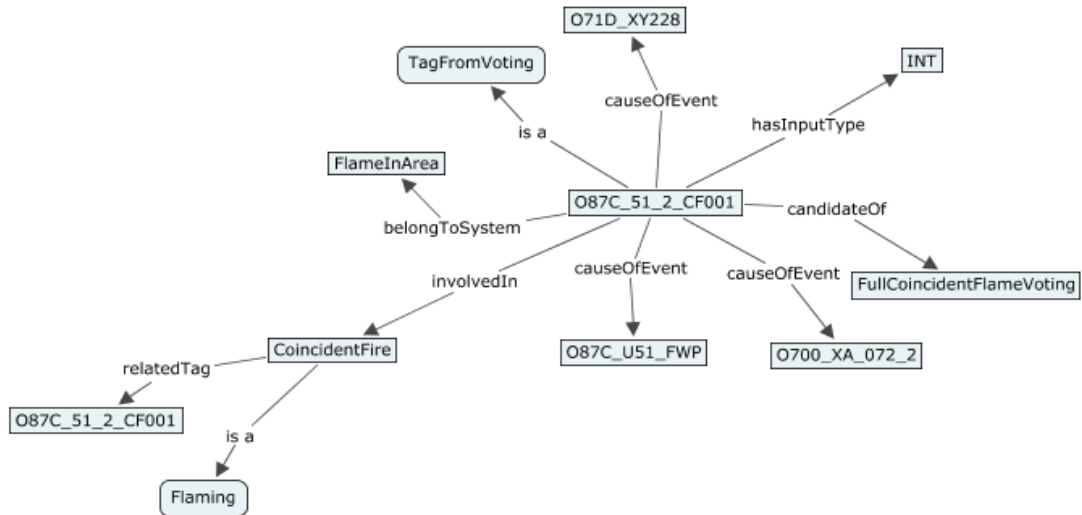 O71D_XY228
TagFromVoting
INT
causeOfEvent
hasInputType
is a
FlameInArea
O87C_51_2_CF001
candidateOf
belongToSystem
causeOfEvent
causeOfEvent
involvedIn
FullCoincidentFlameVoting
CoincidentFire
O87C_U51_FWP
O700_XA_072_2
relatedTag
O87C_51_2_CF001
is a
Flaming